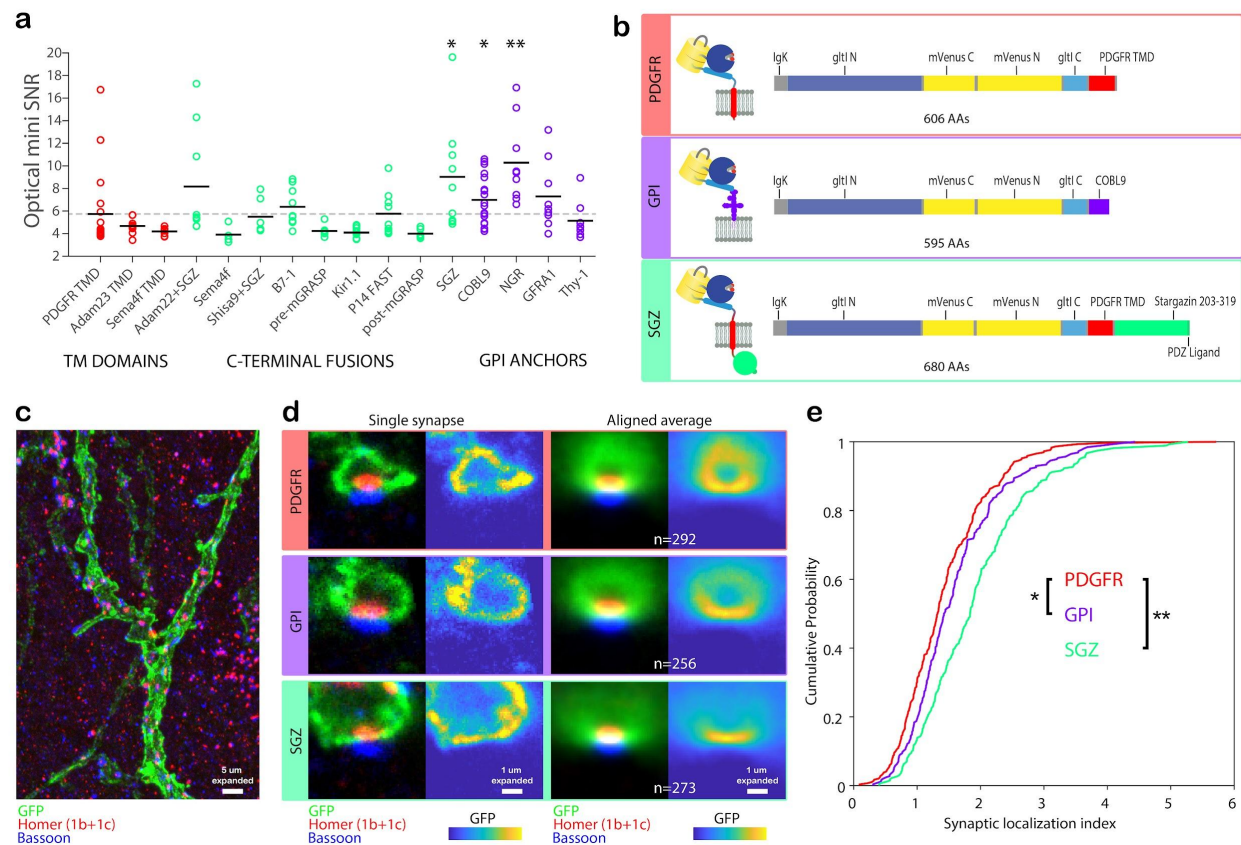 a
Optical mini SNR
20
18
16
14
12
10
8
6
4
2
* * **
PDGFR TMD
Adam23 TMD
Sema4f TMD
Adam22+SGZ
Sema4f
Shisa9+SGZ
B7-1
pre-mGRASP
Kir1.1
P14 FAST
post-mGRASP
SGZ
COBL9
NGR
GFRA1
Thy-1
TM DOMAINS C-TERMINAL FUSIONS GPI ANCHORS
b
PDGFR
IgK gltI N mVenus C mVenus N gltI C PDGFR TMD
606 AAs
GPI
gltI N mVenus C mVenus N gltI C COBL9
595 AAs
SGZ
IgK gltI N mVenus C mVenus N gltI C PDGFR TMD Stargazin 203-319
PDZ Ligand
680 AAs
c
5 um
expanded
GFP
Homer (1b+1c)
Bassoon
d
Single synapse Aligned average
PDGFR
n=292
GPI
n=256
SGZ
1 um
expanded
n=273
1 um
expanded
GFP
Homer (1b+1c)
Bassoon
GFP
GFP
Homer (1b+1c)
Bassoon
GFP
e
Cumulative Probability
1
0.8
0.6
0.4
0.2
0
0 1 2 3 4 5 6
Synaptic localization index
PDGFR
* GPI **
SGZ